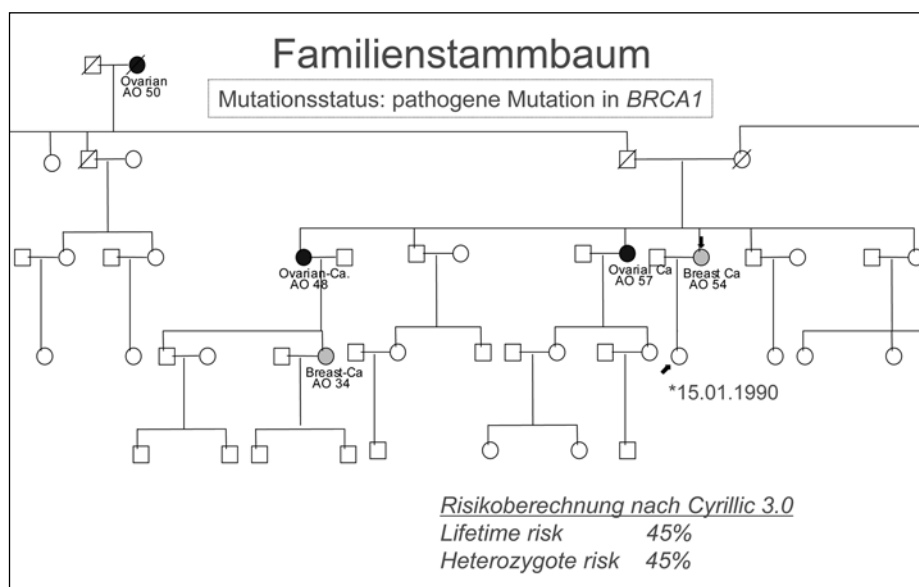 Familienstammbaum
Mutationsstatus: pathogene Mutation in BRCA1
Ovarian
AO 50
Ovarian-Ca.
AO 48
Ovarial Ca
AO 57
Breast Ca
AO 54
Breast-Ca
AO 34
*15.01.1990
Risikoberechnung nach Cyrillic 3.0
Lifetime risk 45%
Heterozygote risk 45%